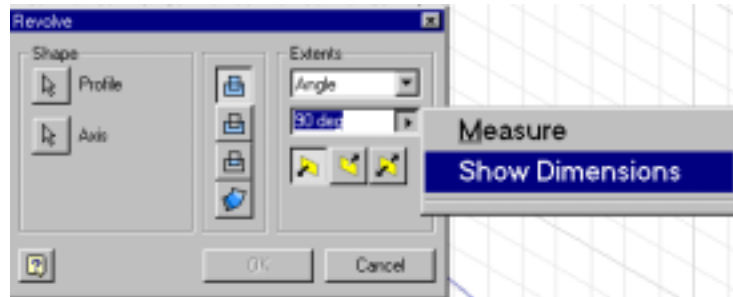 Revolve
Shape
Profile
Axis
Extents
Angle
90 deg
Measure
Show Dimensions
OK
Cancel